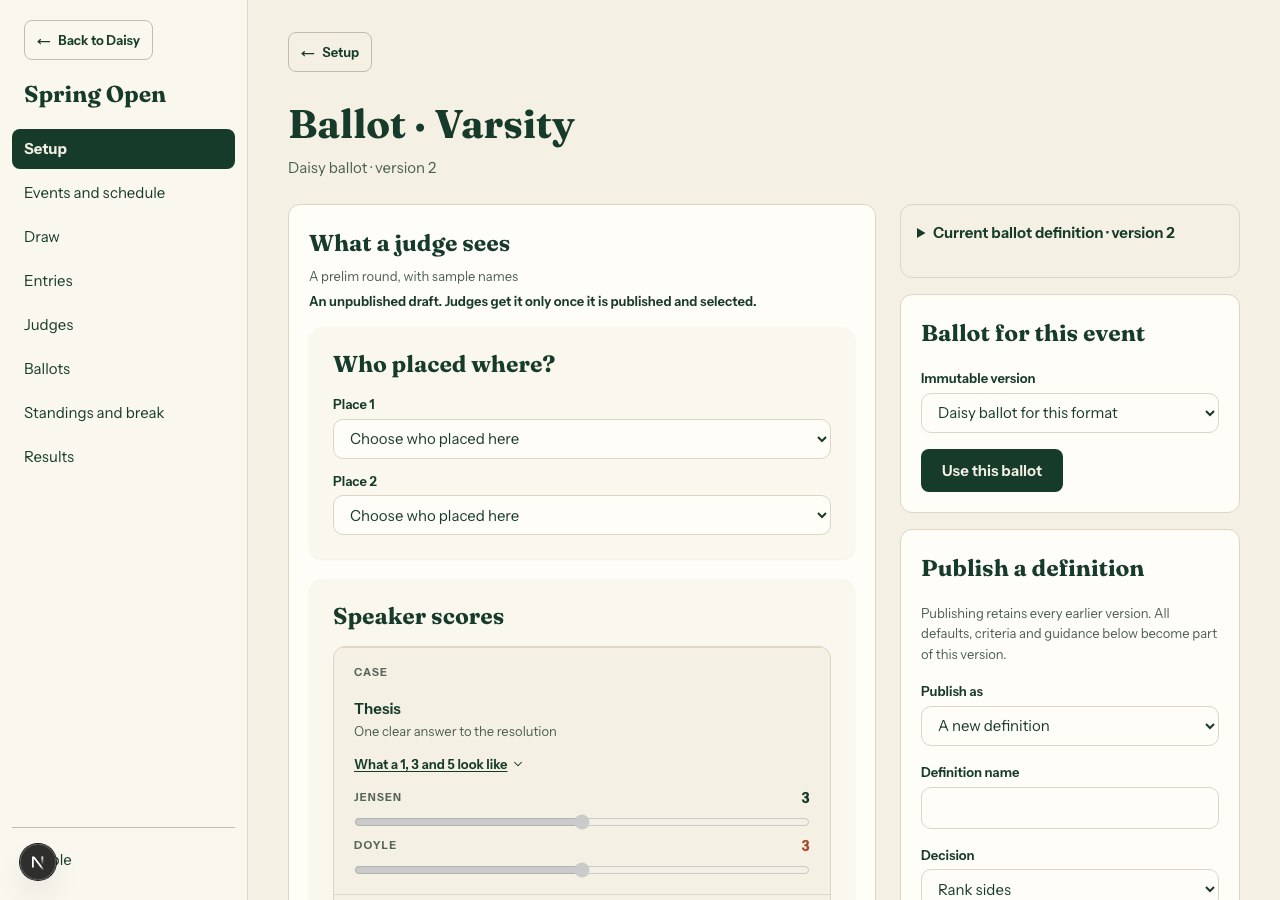 ← Back to Daisy
Spring Open
Setup
Events and schedule
Draw
Entries
Judges
Ballots
Standings and break
Results
N
← Setup
Ballot · Varsity
Daisy ballot · version 2
What a judge sees
A prelim round, with sample names
An unpublished draft. Judges get it only once it is published and selected.
Who placed where?
Place 1
Choose who placed here
Place 2
Choose who placed here
Speaker scores
CASE
Thesis
One clear answer to the resolution
What a 1, 3 and 5 look like
JENSEN 3
DOYLE 3
Current ballot definition · version 2
Ballot for this event
Immutable version
Daisy ballot for this format
Use this ballot
Publish a definition
Publishing retains every earlier version. All
defaults, criteria and guidance below become part
of this version.
Publish as
A new definition
Definition name
Decision
Rank sides